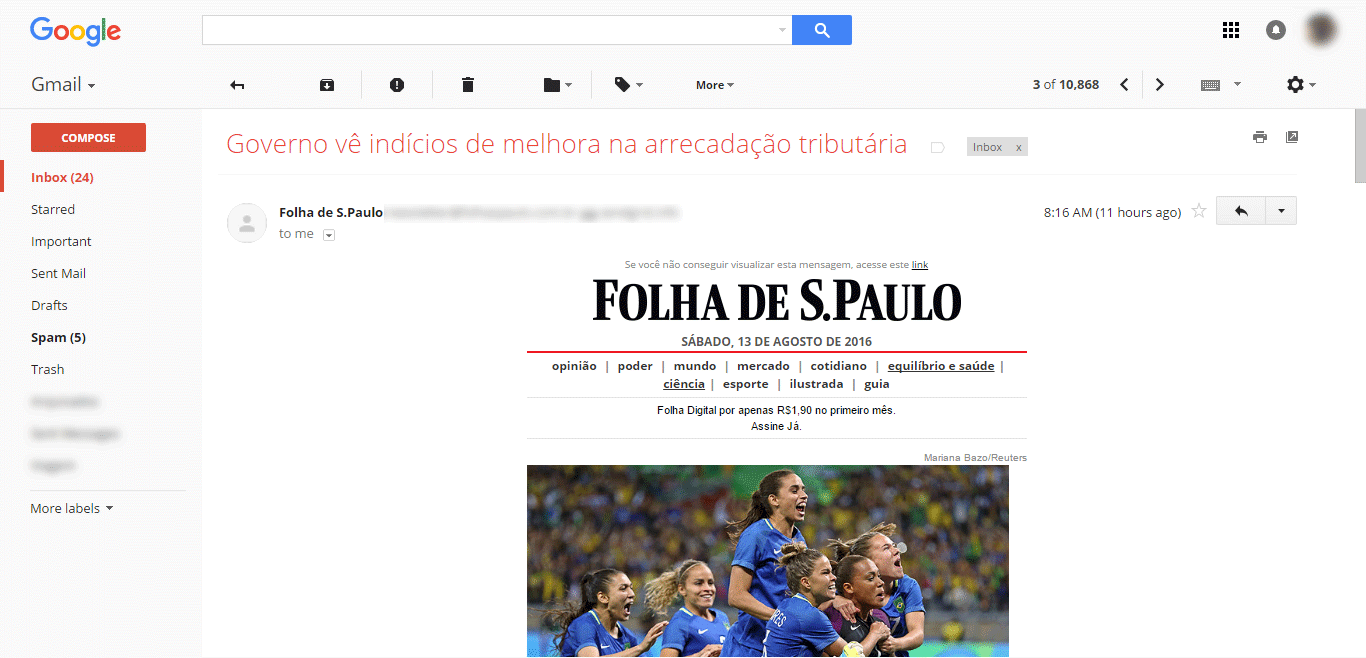 Google
Gmail
More
3 of 10,868
COMPOSE
Inbox (24)
Starred
Important
Sent Mail
Drafts
Spam (5)
Trash
More labels
Governo vê indícios de melhora na arrecadação tributária
Inbox x
Folha de S.Paulo
to me
8:16 AM (11 hours ago)
Se você não conseguir visualizar esta mensagem, acesse este link
FOLHA DE S.PAULO
SÁBADO, 13 DE AGOSTO DE 2016
opinião | poder | mundo | mercado | cotidiano | equilíbrio e saúde |
ciência | esporte | ilustrada | guia
Folha Digital por apenas R$1,90 no primeiro mês.
Assine Já.
Mariana Bazo/Reuters